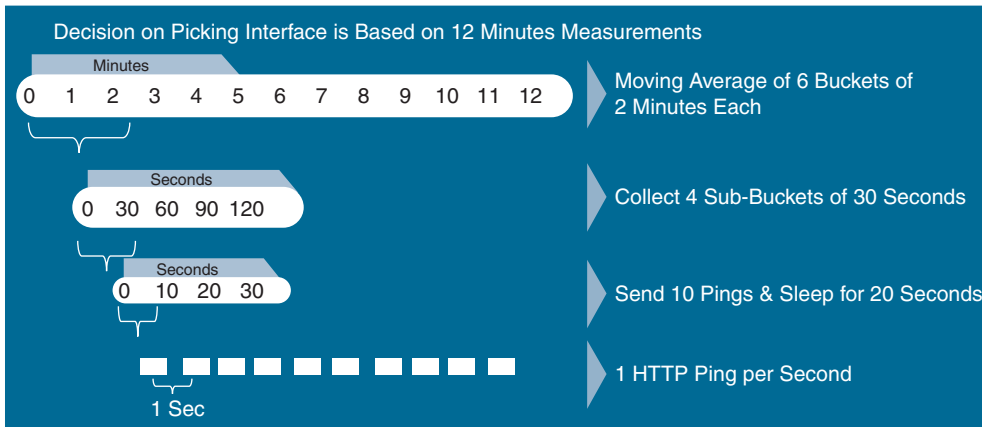 Decision on Picking Interface is Based on 12 Minutes Measurements
Minutes
0 1 2 3 4 5 6 7 8 9 10 11 12
Moving Average of 6 Buckets of
2 Minutes Each
Seconds
0 30 60 90 120
Collect 4 Sub-Buckets of 30 Seconds
Seconds
0 10 20 30
Send 10 Pings & Sleep for 20 Seconds
1 HTTP Ping per Second
1 Sec